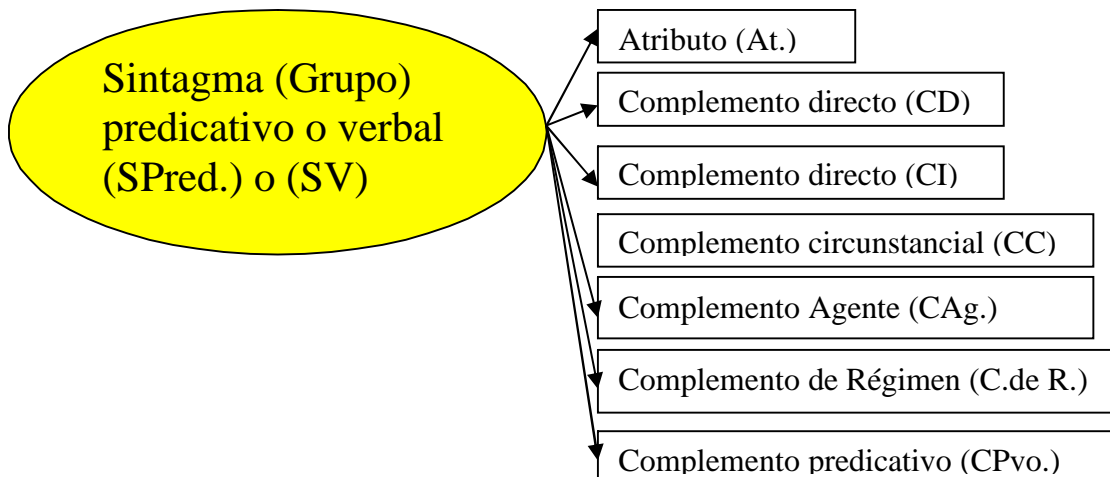 Sintagma (Grupo)
predicativo o verbal
(SPred.) o (SV)
Atributo (At.)
Complemento directo (CD)
Complemento directo (CI)
Complemento circunstancial (CC)
Complemento Agente (CAg.)
Complemento de Régimen (C.de R.)
Complemento predicativo (CPvo.)